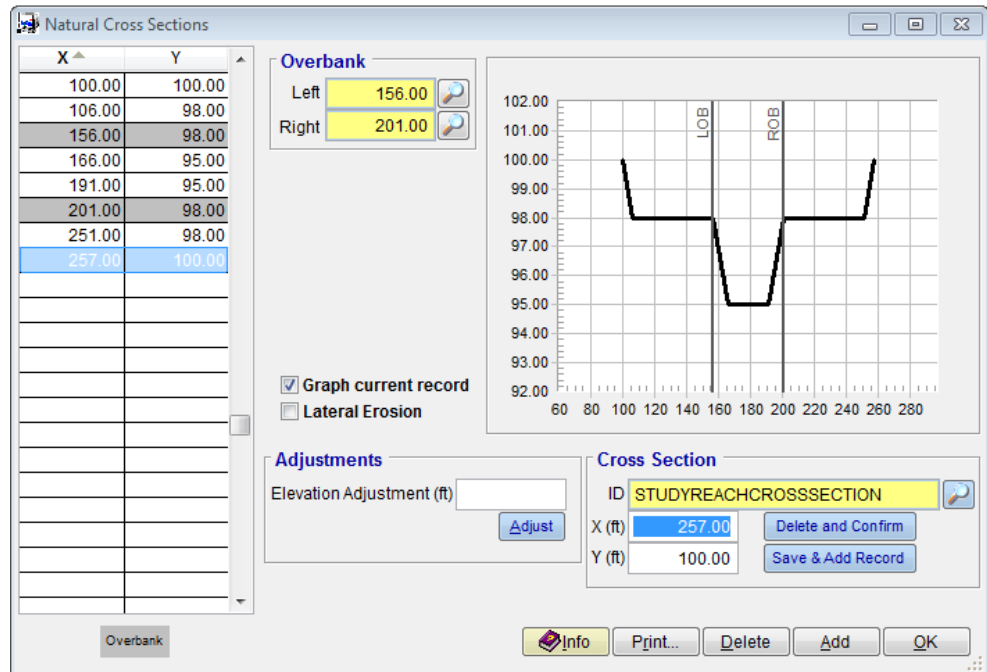 Natural Cross Sections
X Y
100.00 100.00
106.00 98.00
156.00 98.00
166.00 95.00
191.00 95.00
201.00 98.00
251.00 98.00
257.00 100.00
Overbank
Overbank
Left 156.00
Right 201.00
Graph current record
Lateral Erosion
102.00
101.00
100.00
99.00
98.00
97.00
96.00
95.00
94.00
93.00
92.00
LOB ROB
60 80 100 120 140 160 180 200 220 240 260 280
Adjustments
Elevation Adjustment (ft)
Adjust
Cross Section
ID STUDYREACHCROSSSECTION
X (ft) 257.00 Delete and Confirm
Y (ft) 100.00 Save & Add Record
Info Print... Delete Add OK